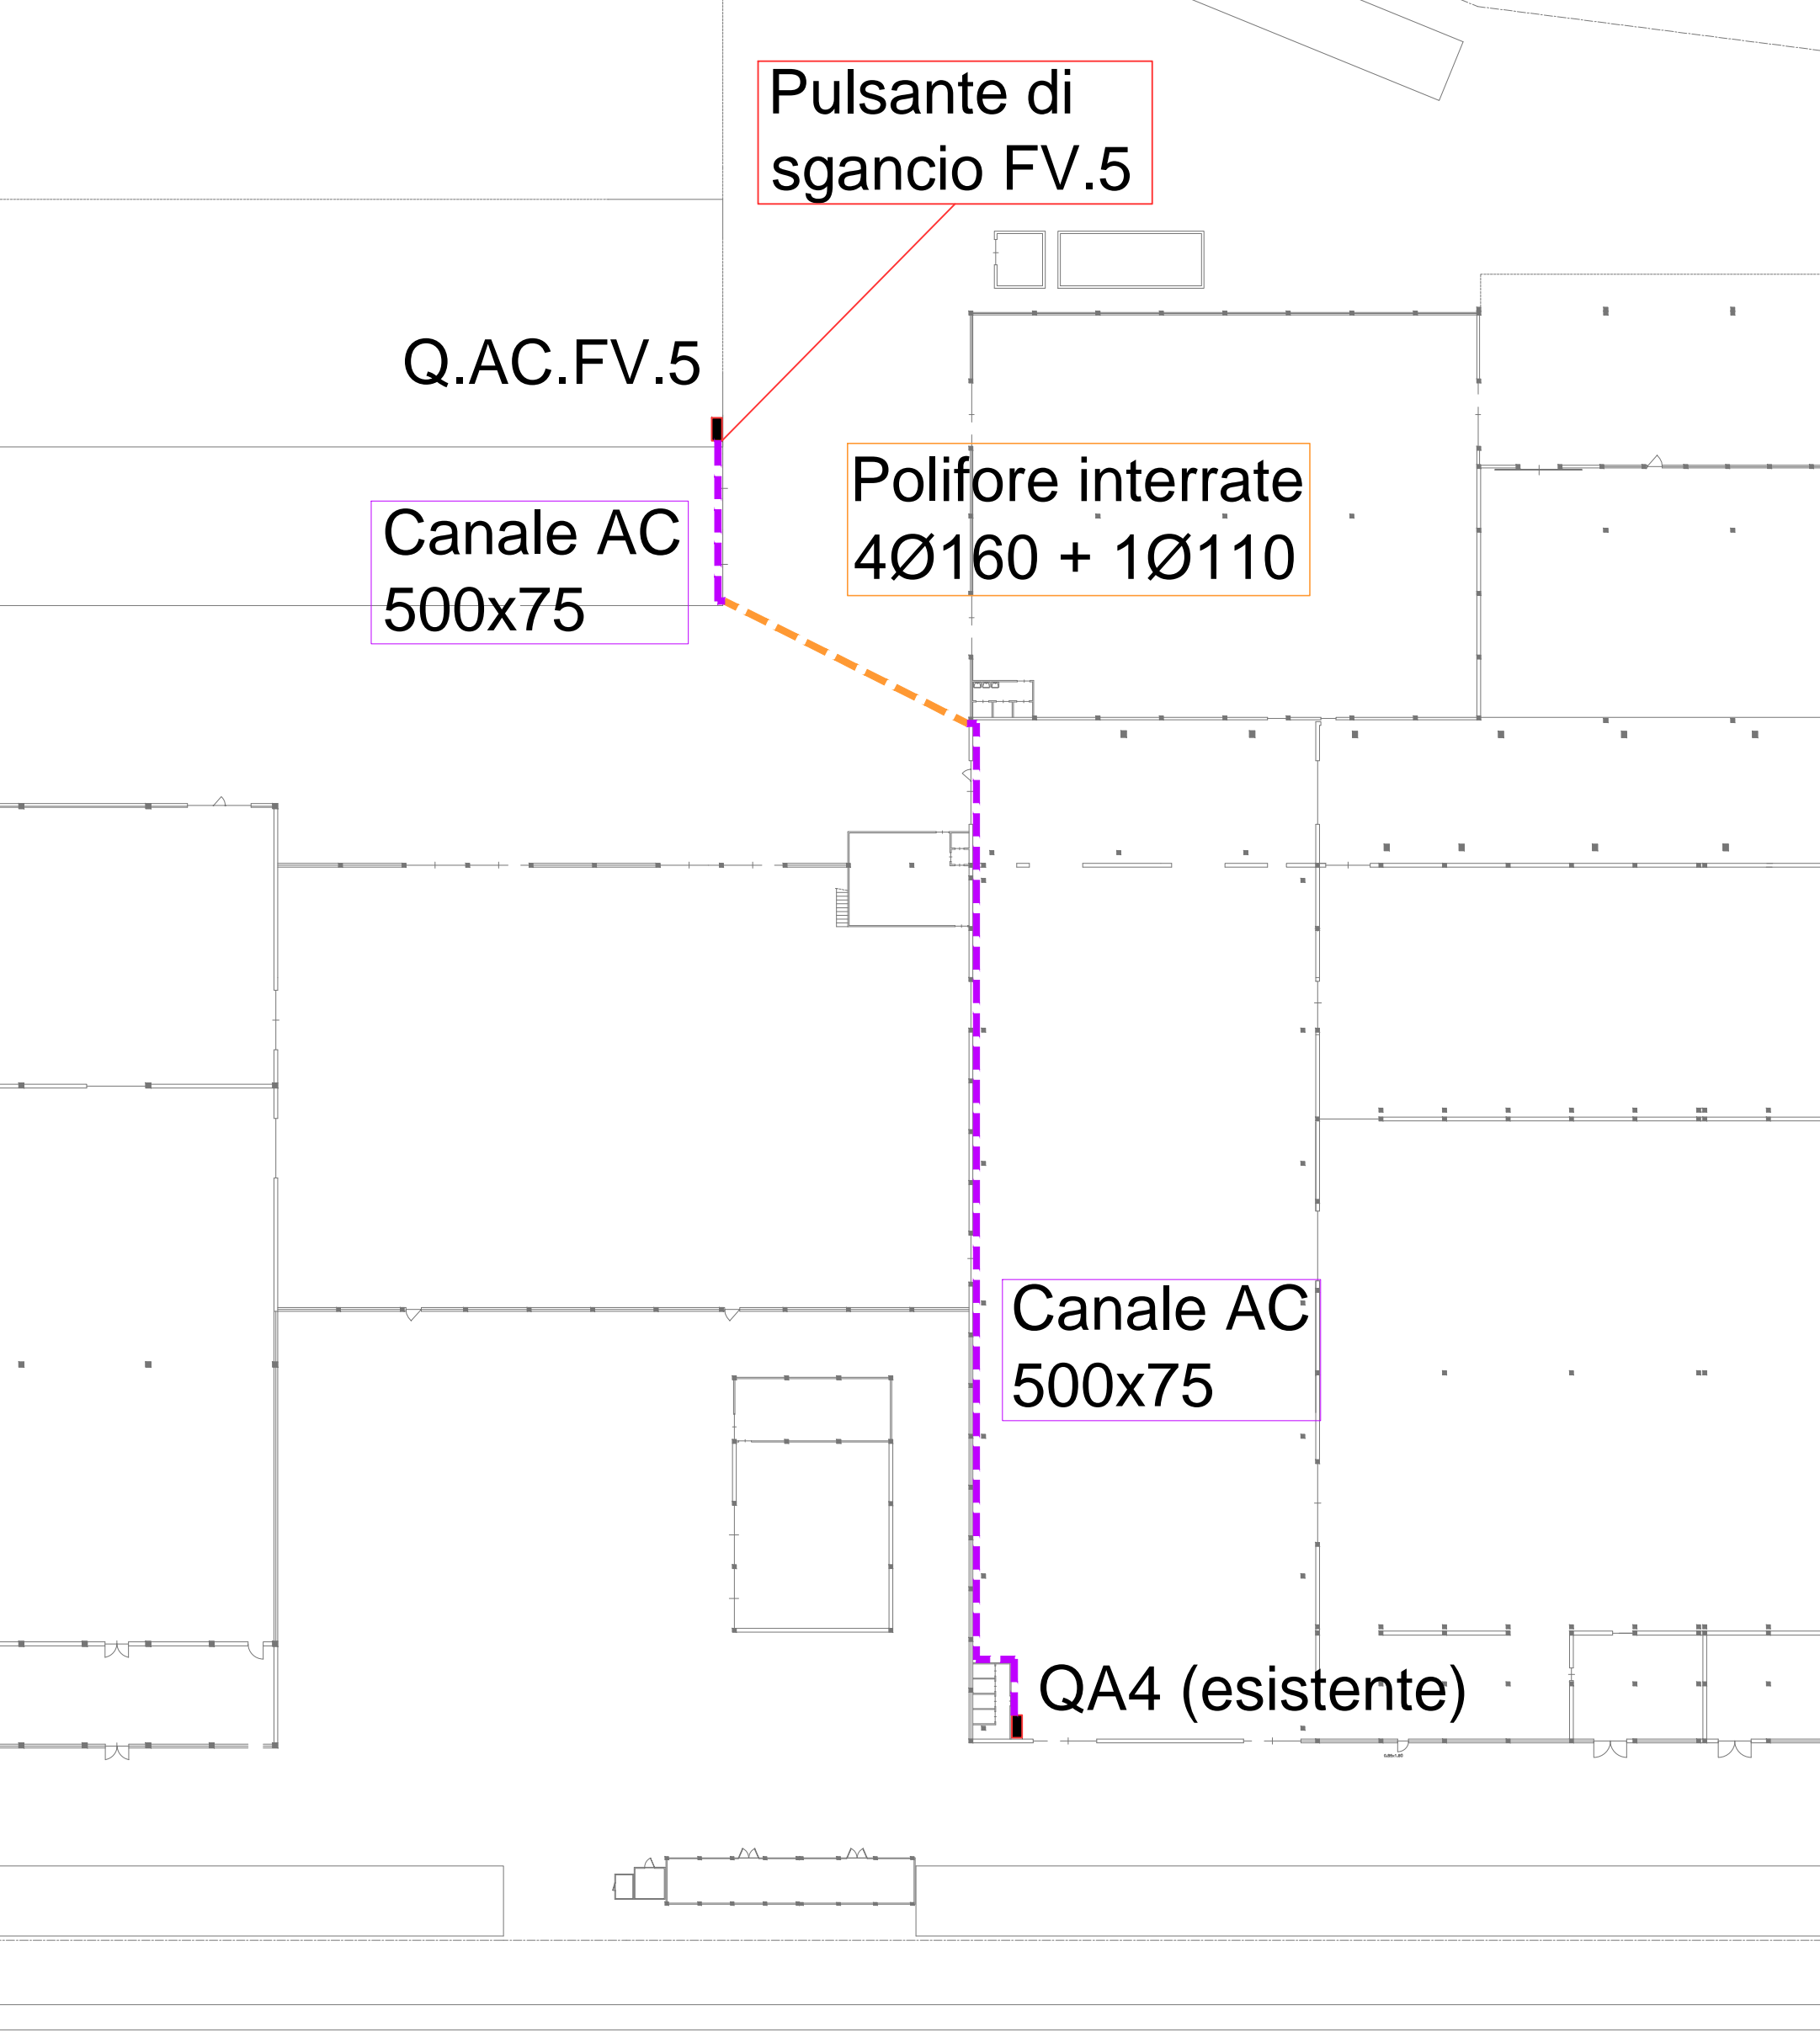 Pulsante di
sgancio FV.5
Q.AC.FV.5
Polifore interrate
4Ø160 + 1Ø110
Canale AC
500x75
Canale AC
500x75
QA4 (esistente)